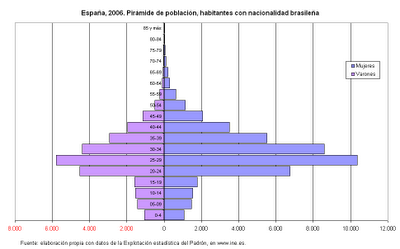 España, 2006. Pirámide de población, habitantes con nacionalidad brasileña
85 y más
80-84
75-79
70-74
65-69
60-64
55-59
50-54
45-49
40-44
35-39
30-34
25-29
20-24
15-19
10-14
05-09
0-4
Mujeres
Varones
8.000 6.000 4.000 2.000 0 2.000 4.000 6.000 8.000 10.000 12.000
Fuente: elaboración propia con datos de la Explotación estadística del Padrón, en www.ine.es